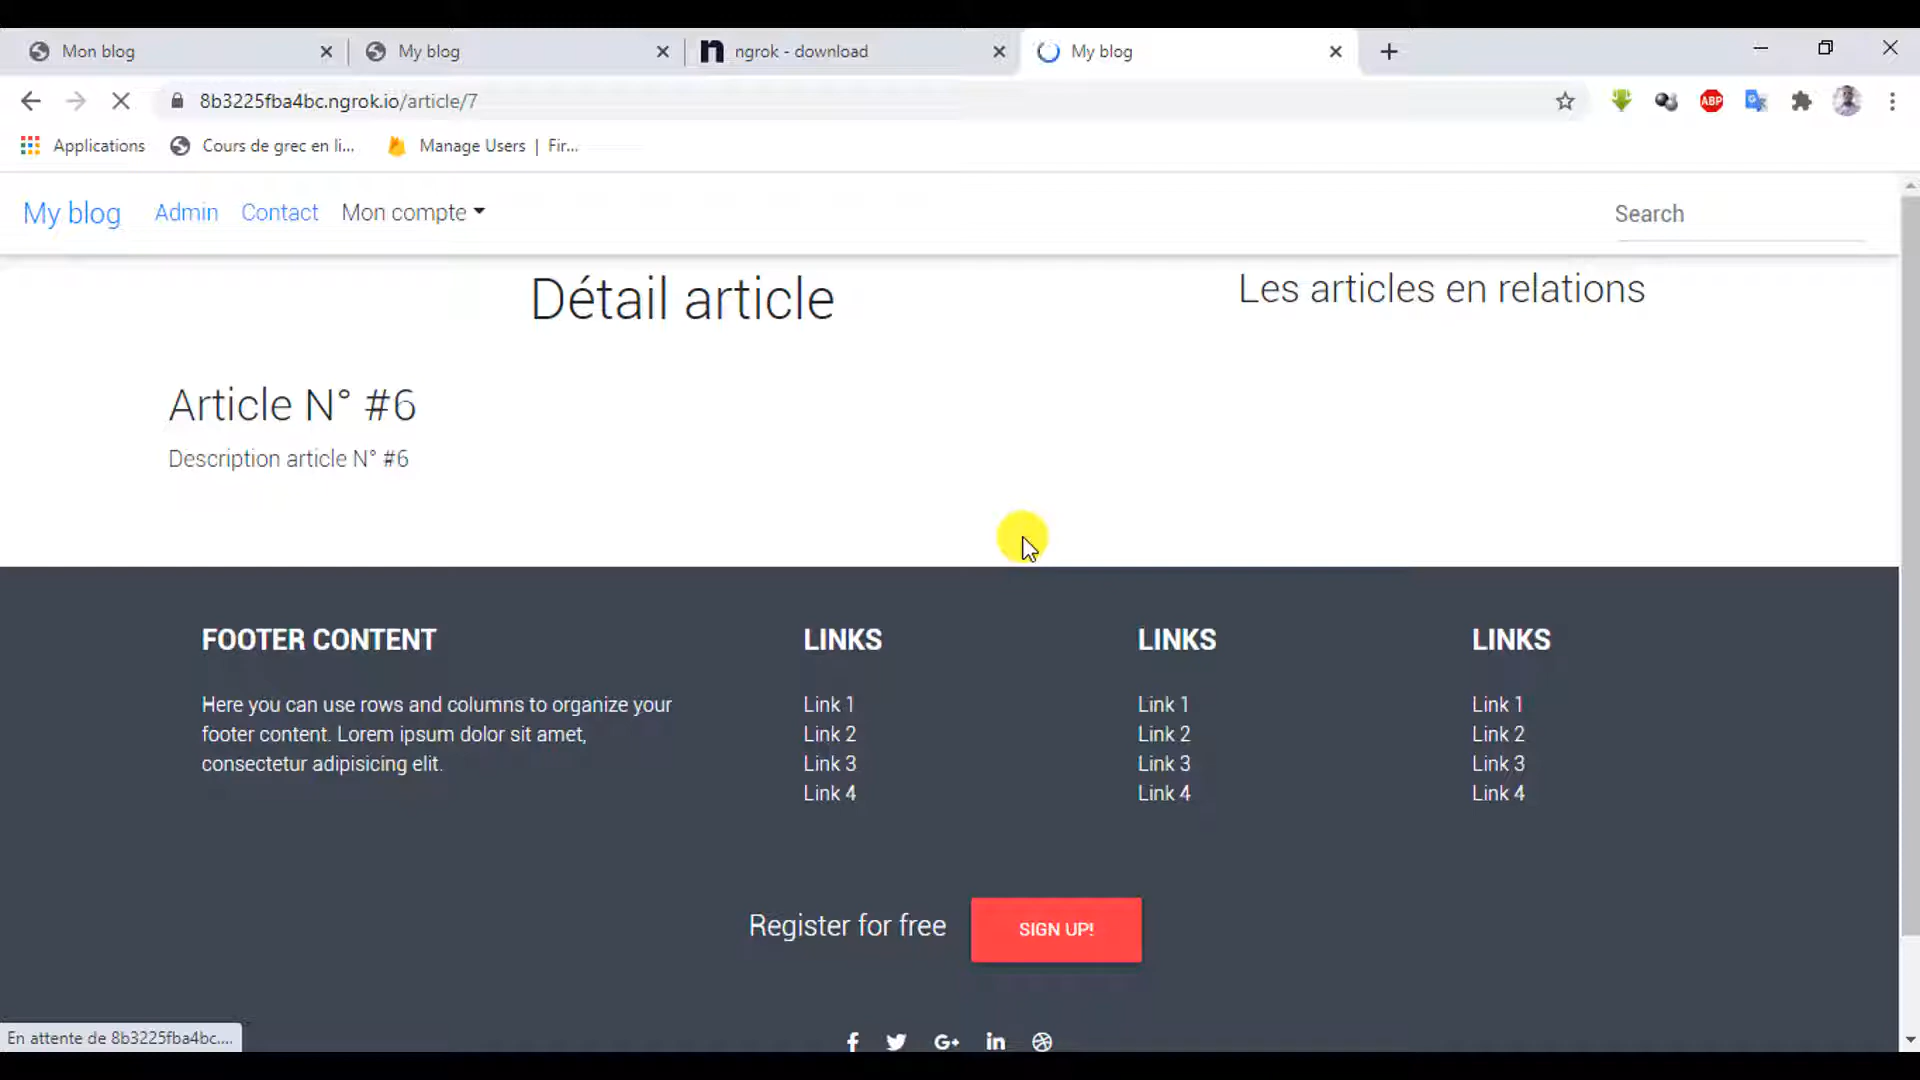 Mon blog
My blog
ngrok - download
My blog
8b3225fba4bc.ngrok.io/article/7
ABP
Applications
Cours de grec en li...
Manage Users | Fir...
My blog Admin Contact Mon compte
Search
Détail article
Les articles en relations
Article N° #6
Description article N° #6
FOOTER CONTENT
Here you can use rows and columns to organize your
footer content. Lorem ipsum dolor sit amet,
consectetur adipisicing elit.
LINKS
Link 1
Link 2
Link 3
Link 4
LINKS
Link 1
Link 2
Link 3
Link 4
LINKS
Link 1
Link 2
Link 3
Link 4
Register for free
SIGN UP!
En attente de 8b3225fba4bc....